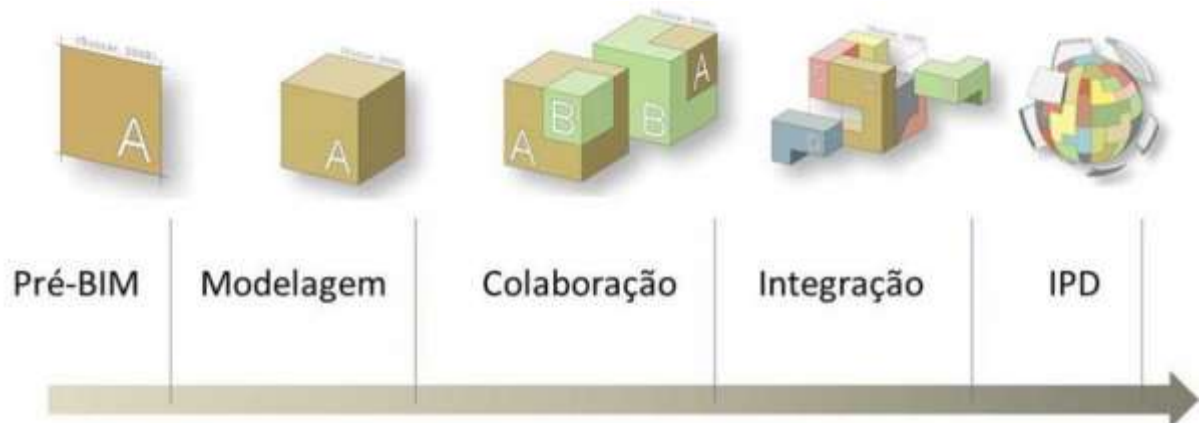 A
A
A
B
B
A
Pré-BIM
Modelagem
Colaboração
Integração
IPD